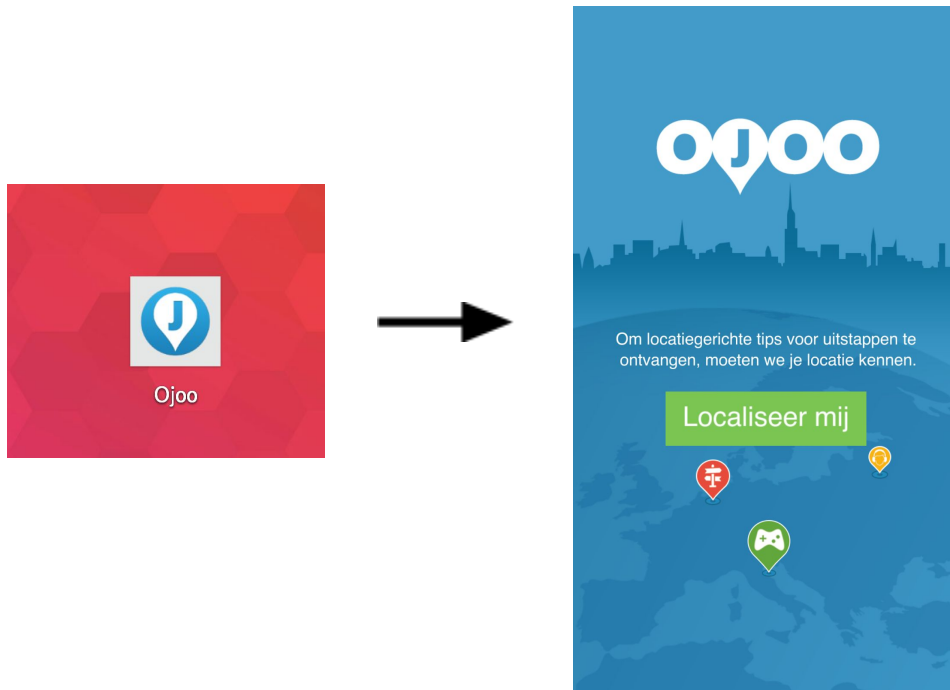 J
Ojoo
OJOO
Om locatiegerichte tips voor uitstappen te
ontvangen, moeten we je locatie kennen.
Localiseer mij